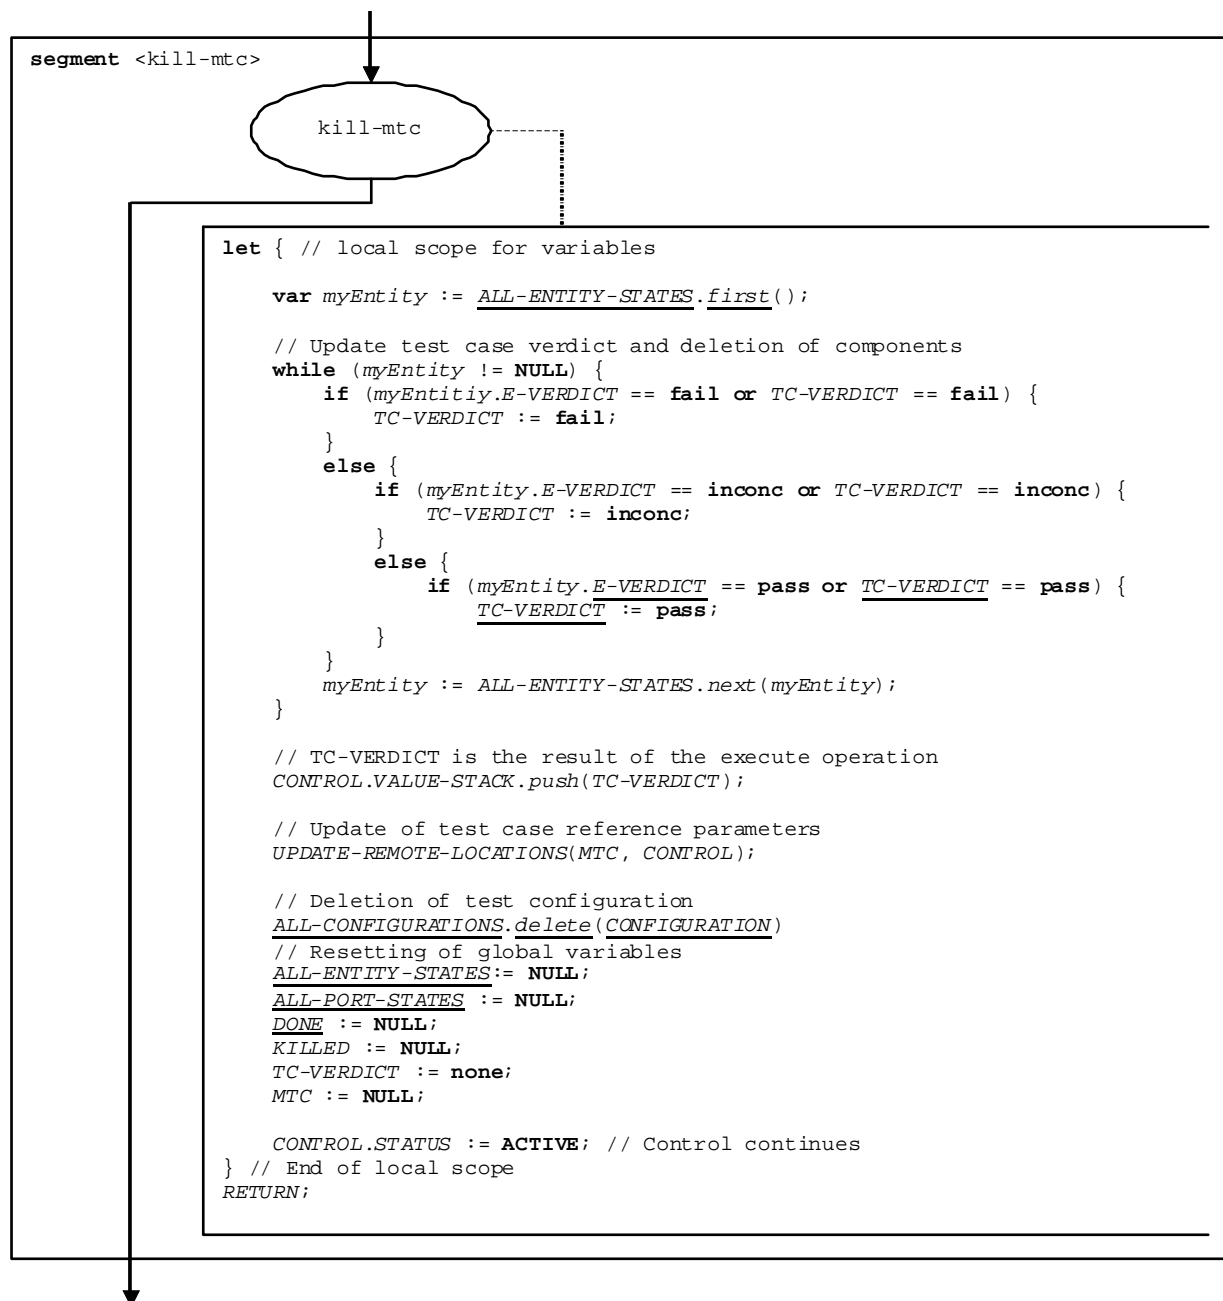 segment <kill-mtc>
kill-mtc
let { // local scope for variables
var myEntity := ALL-ENTITY-STATES.first();
// Update test case verdict and deletion of components
while (myEntity != NULL) {
if (myEntitiy.E-VERDICT == fail or TC-VERDICT == fail) {
TC-VERDICT := fail;
}
else {
if (myEntity.E-VERDICT == inconc or TC-VERDICT == inconc) {
TC-VERDICT := inconc;
}
else {
if (myEntity.E-VERDICT == pass or TC-VERDICT == pass) {
TC-VERDICT := pass;
}
}
myEntity := ALL-ENTITY-STATES.next(myEntity);
}
// TC-VERDICT is the result of the execute operation
CONTROL.VALUE-STACK.push(TC-VERDICT);
// Update of test case reference parameters
UPDATE-REMOTE-LOCATIONS(MTC, CONTROL);
// Deletion of test configuration
ALL-CONFIGURATIONS.delete(CONFIGURATION)
// Resetting of global variables
ALL-ENTITY-STATES:= NULL;
ALL-PORT-STATES := NULL;
DONE := NULL;
KILLED := NULL;
TC-VERDICT := none;
MTC := NULL;
CONTROL.STATUS := ACTIVE; // Control continues
} // End of local scope
RETURN;